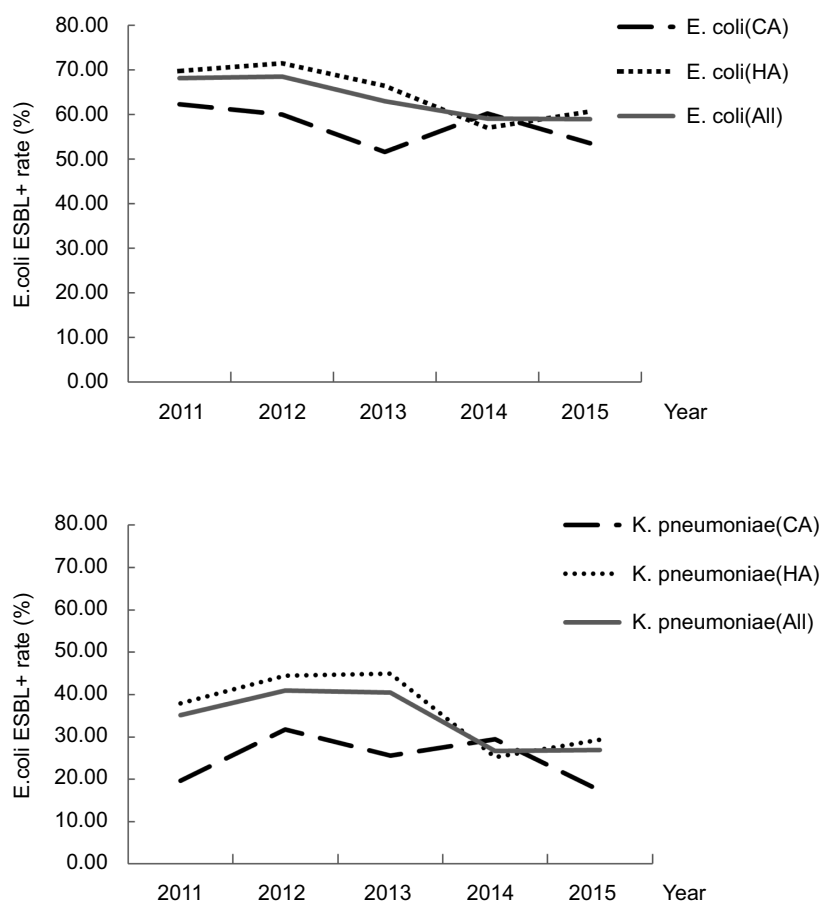 E.coli ESBL+ rate (%)
80.00
70.00
60.00
50.00
40.00
30.00
20.00
10.00
0.00
2011 2012 2013 2014 2015 Year
E. coli(CA)
E. coli(HA)
E. coli(All)
E.coli ESBL+ rate (%)
80.00
70.00
60.00
50.00
40.00
30.00
20.00
10.00
0.00
2011 2012 2013 2014 2015 Year
K. pneumoniae(CA)
K. pneumoniae(HA)
K. pneumoniae(All)